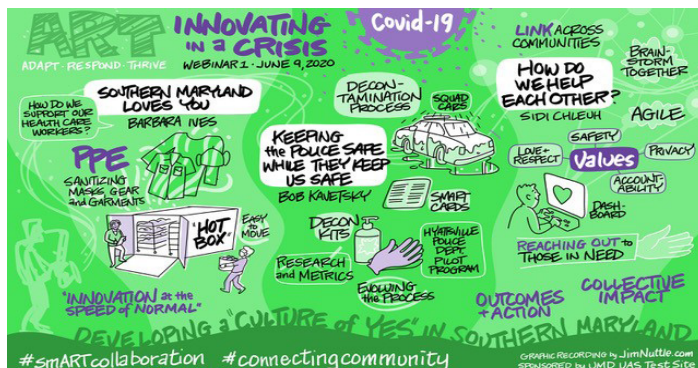 ART
ADAPT - RESPOND - THRIVE
INNOVATING
in a CRISIS
WEBINAR 1 - JUNE 9, 2020
Covid-19
HOW DO WE
SUPPORT OUR
HEALTH CARE
WORKERS?
SOUTHERN MARYLAND
LOVES YOU
BARBARA IVES
PPE
SANITIZING
MASKS, GEAR
and GARMENTS
"HOT
BOX"
EASY
to
MOVE
"INNOVATION at the
SPEED of NORMAL"
DECON-
TAMINATION
PROCESS
SQUAD
CARS
KEEPING
the POLICE SAFE
WHILE THEY KEEP
US SAFE
BOB KAVETSKY
SMART
CARDS
DECON
KITS
RESEARCH
and METRICS
HYATSVILLE
POLICE
DEPT
PILOT
PROGRAM
EVOLVING
the PROCESS
LINK ACROSS
COMMUNITIES
BRAIN-
STORM
TOGETHER
HOW DO
WE HELP
EACH OTHER?
SIDI CHLEUH
AGILE
SAFETY
LOVE +
RESPECT
Values
PRIVACY
ACCOUNT-
ABILITY
DASH-
BOARD
REACHING OUT to
THOSE IN NEED
OUTCOMES
+ ACTION
COLLECTIVE
IMPACT
DEVELOPING a "CULTURE of YES" IN SOUTHERN MARYLAND
#smARTcollaboration #connectingcommunity
GRAPHIC RECORDING by JimNuttle.com
SPONSORED by UMD UAS Test Site